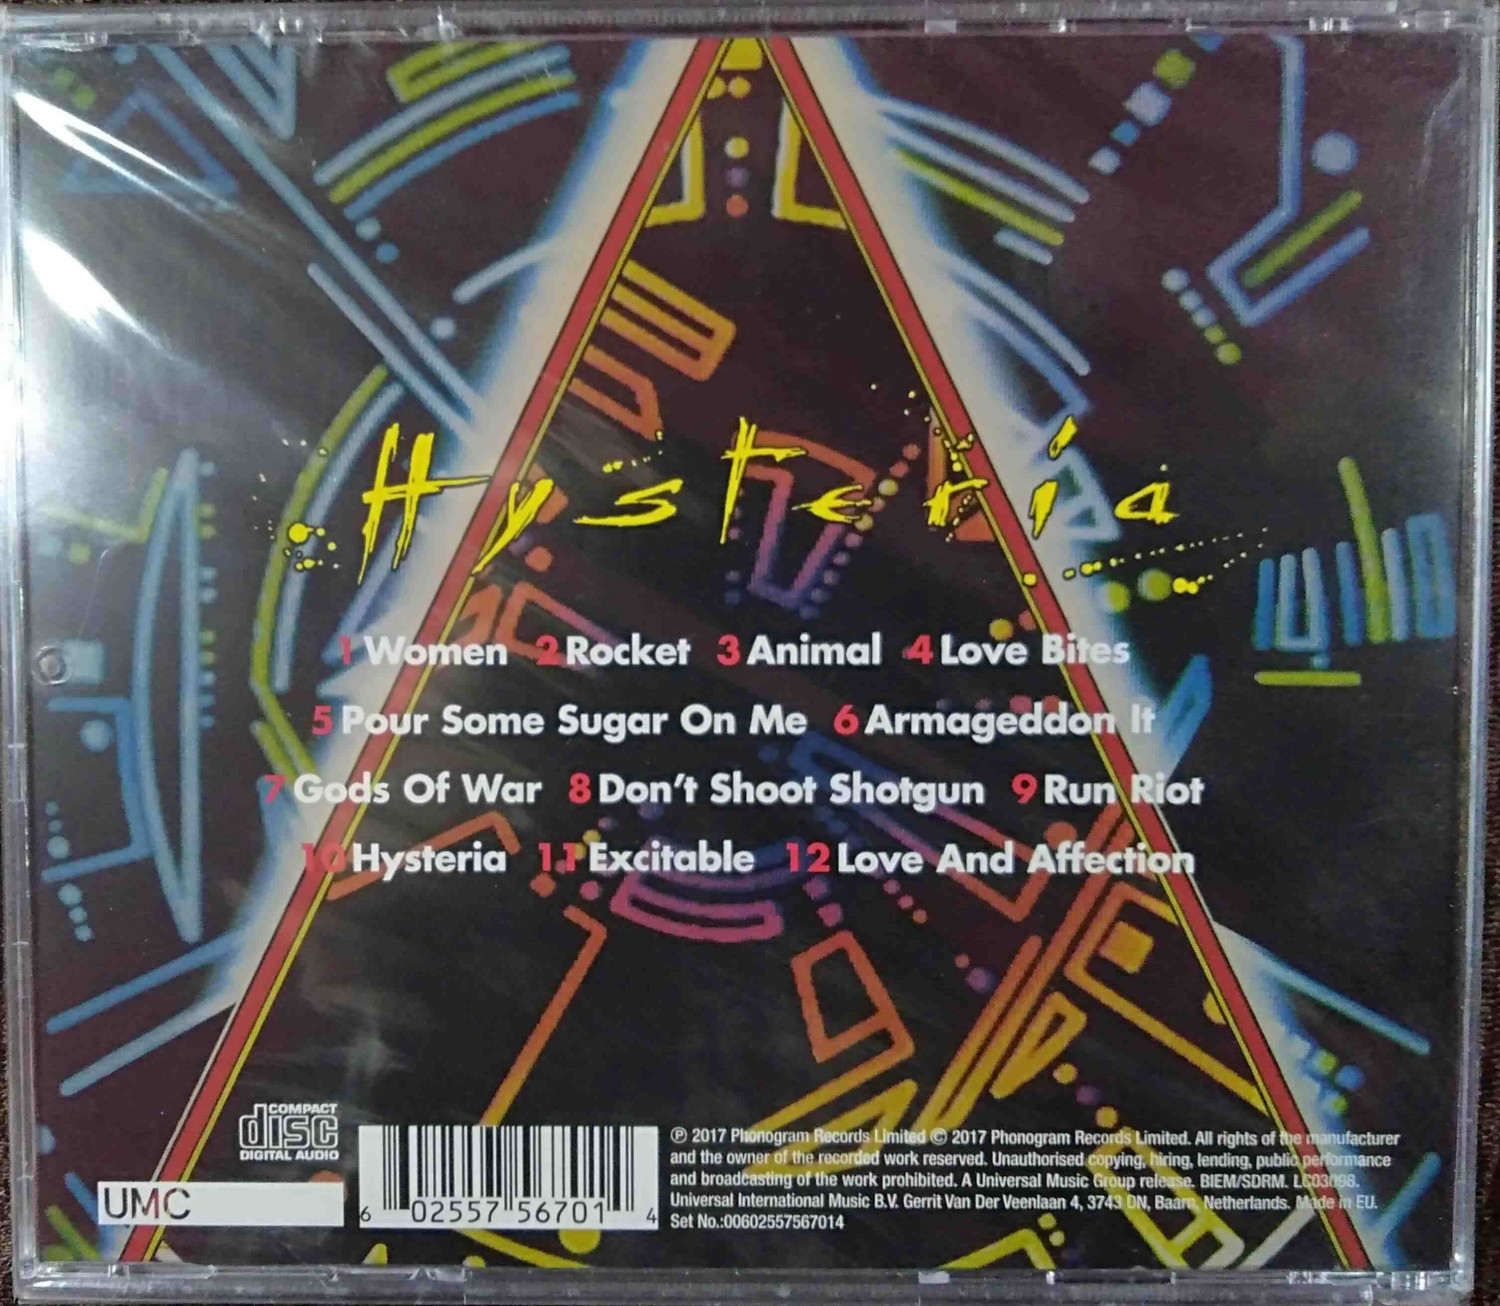 Hysteria
1 Women 2 Rocket 3 Animal 4 Love Bites
5 Pour Some Sugar On Me 6 Armageddon It
7 Gods Of War 8 Don't Shoot Shotgun 9 Run Riot
10 Hysteria 11 Excitable 12 Love And Affection
COMPACT
disc
DIGITAL AUDIO
UMC
6 02557 56701 4
℗ 2017 Phonogram Records Limited © 2017 Phonogram Records Limited. All rights of the manufacturer
and the owner of the recorded work reserved. Unauthorised copying, hiring, lending, public performance
and broadcasting of the work prohibited. A Universal Music Group release. BIEM/SDRM. LC03098.
Universal International Music B.V. Gerrit Van Der Veenlaan 4, 3743 DN, Baarn, Netherlands. Made in EU.
Set No.:00602557567014